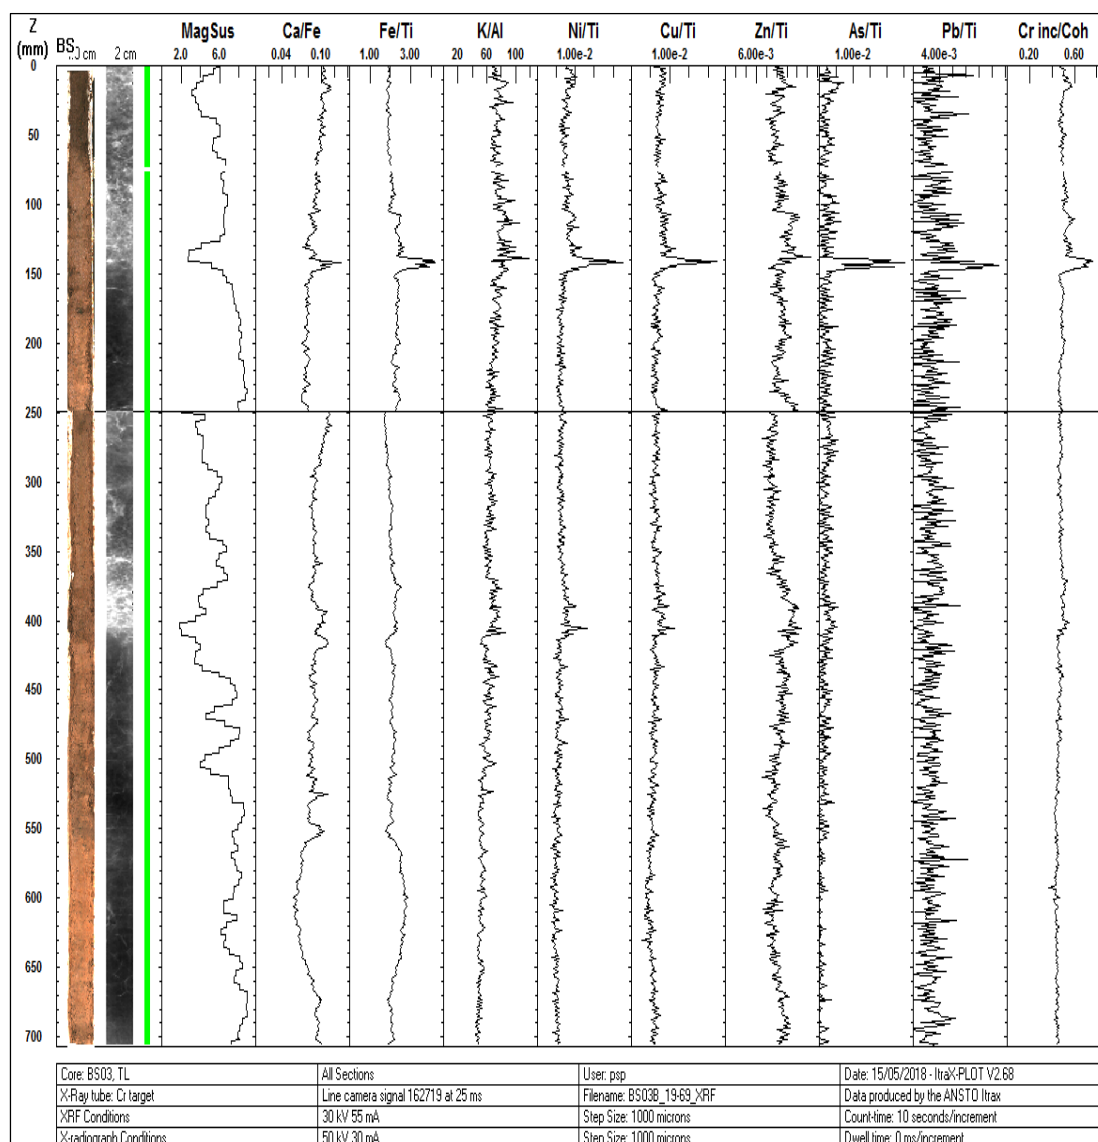 Z MagSus Ca/Fe Fe/Ti K/Al Ni/Ti Cu/Ti Zn/Ti As/Ti Pb/Ti Cr inc/Coh
(mm) BS 2 cm 2.0 6.0 0.04 0.10 1.00 3.00 20 60 100 1.00e-2 1.00e-2 6.00e-3 1.00e-2 4.00e-3 0.20 0.60
0
50
100
150
200
250
300
350
400
450
500
550
600
650
700
Core: BS03, TL All Sections User: psp Date: 15/05/2018 - ItraX-PLOT V2.68
X-Ray tube: Cr target Line camera signal 162719 at 25 ms Filename: BS03B_19-69_XRF Data produced by the ANSTO Itrax
XRF Conditions 30 kV 55 mA Step Size: 1000 microns Count-time: 10 seconds/increment
X-radiograph Conditions 50 kV 30 mA Step Size: 1000 microns Dwell time: 0 ms/increment